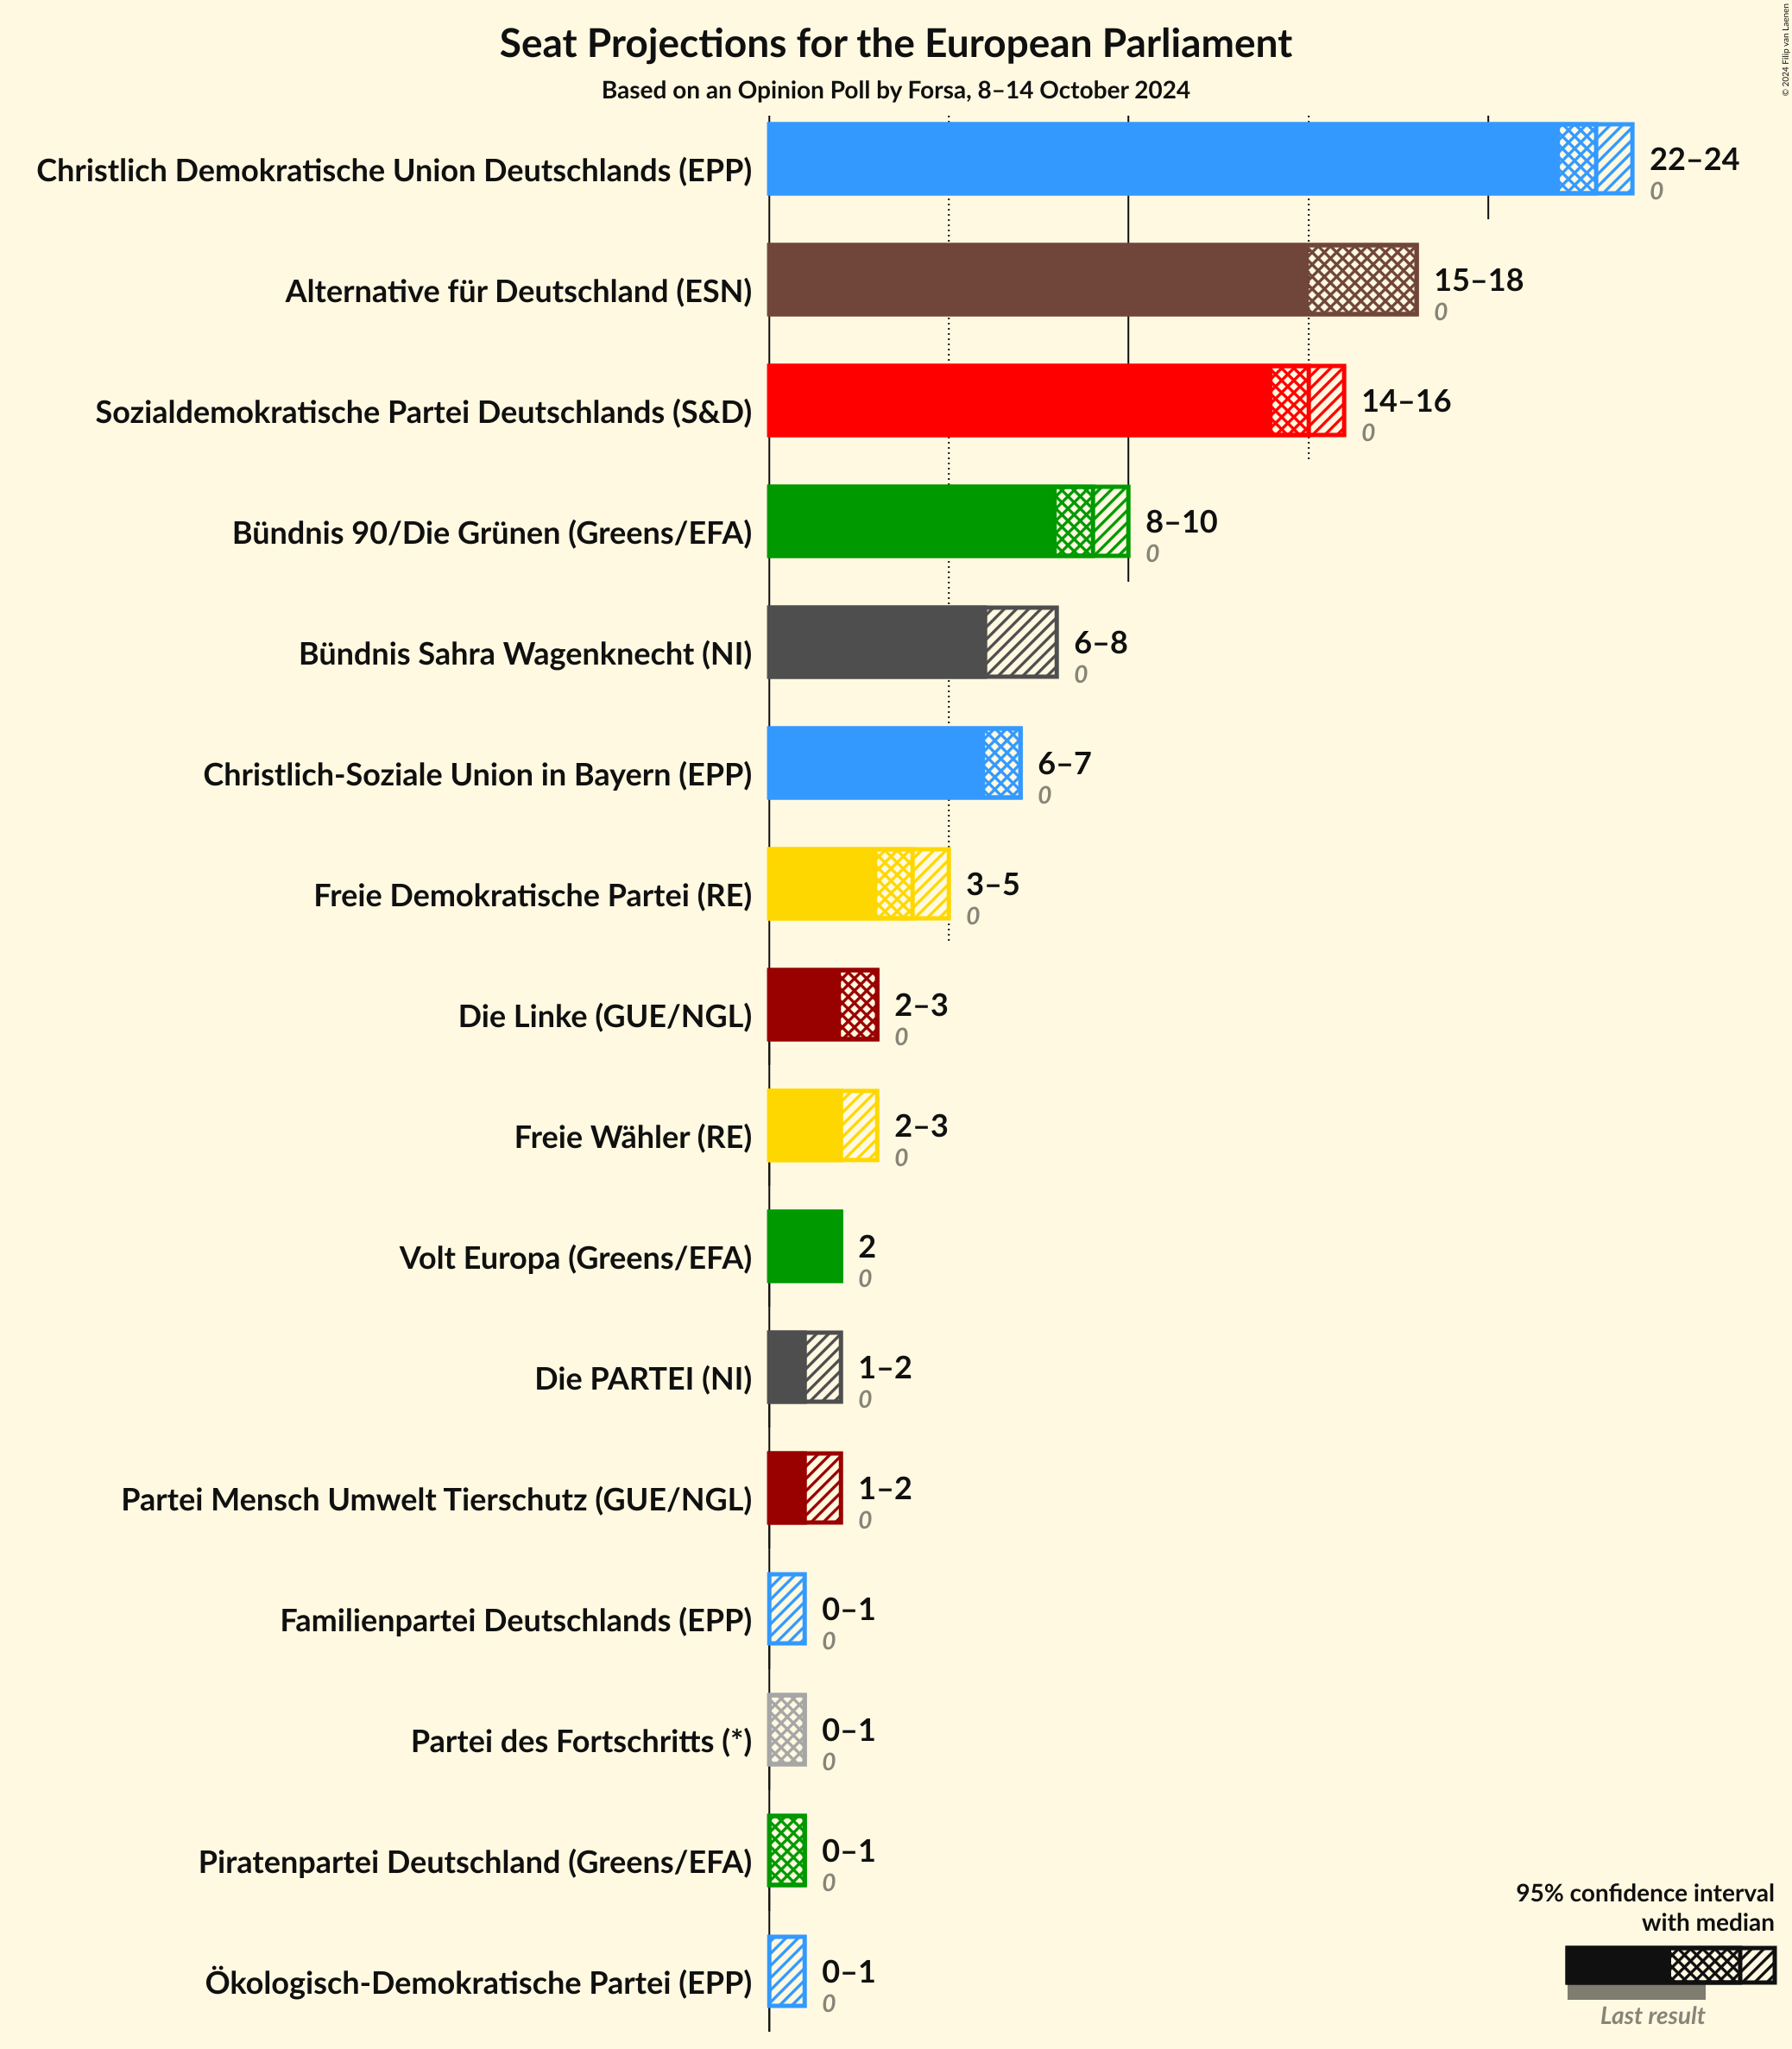 Seat Projections for the European Parliament
Based on an Opinion Poll by Forsa, 8–14 October 2024
© 2024 Filip van Laenen
Christlich Demokratische Union Deutschlands (EPP)
22–24
0
Alternative für Deutschland (ESN)
15–18
0
Sozialdemokratische Partei Deutschlands (S&D)
14–16
0
Bündnis 90/Die Grünen (Greens/EFA)
8–10
0
Bündnis Sahra Wagenknecht (NI)
6–8
0
Christlich-Soziale Union in Bayern (EPP)
6–7
0
Freie Demokratische Partei (RE)
3–5
0
Die Linke (GUE/NGL)
2–3
0
Freie Wähler (RE)
2–3
0
Volt Europa (Greens/EFA)
2
0
Die PARTEI (NI)
1–2
0
Partei Mensch Umwelt Tierschutz (GUE/NGL)
1–2
0
Familienpartei Deutschlands (EPP)
0–1
0
Partei des Fortschritts (*)
0–1
0
Piratenpartei Deutschland (Greens/EFA)
0–1
0
Ökologisch-Demokratische Partei (EPP)
0–1
0
95% confidence interval
with median
Last result